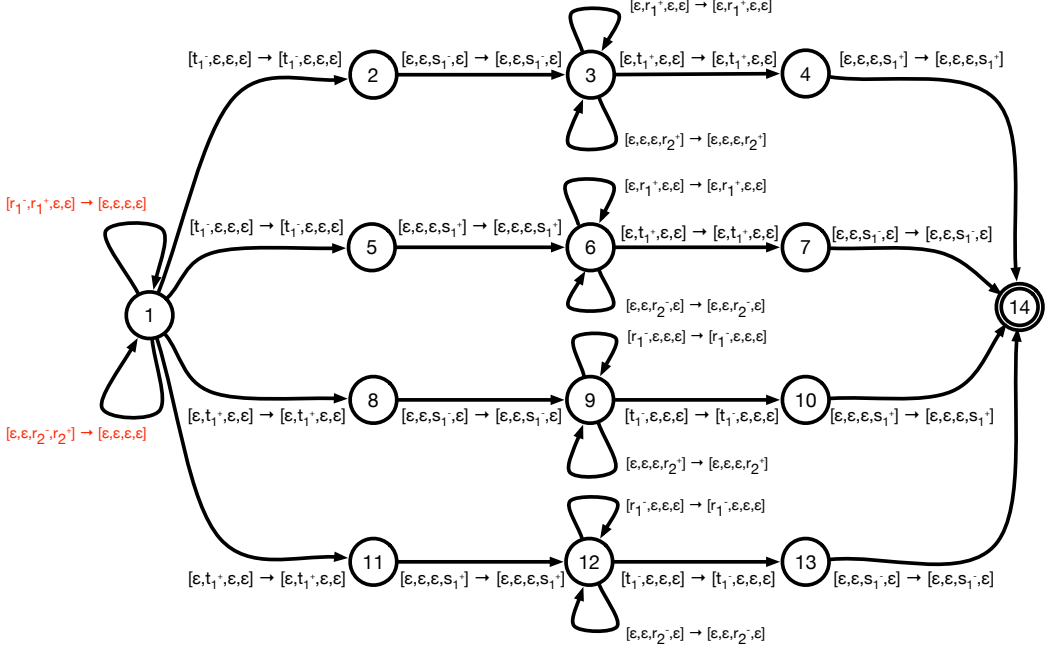 [ε,r₁⁺,ε,ε] → [ε,r₁⁺,ε,ε]
[t₁⁻,ε,ε,ε] → [t₁⁻,ε,ε,ε]
[ε,ε,s₁⁻,ε] → [ε,ε,s₁⁻,ε]
[ε,t₁⁺,ε,ε] → [ε,t₁⁺,ε,ε]
[ε,ε,ε,s₁⁺] → [ε,ε,ε,s₁⁺]
2
3
4
[ε,ε,ε,r₂⁺] → [ε,ε,ε,r₂⁺]
[ε,r₁⁺,ε,ε] → [ε,r₁⁺,ε,ε]
[r₁⁻,r₁⁺,ε,ε] → [ε,ε,ε,ε]
[t₁⁻,ε,ε,ε] → [t₁⁻,ε,ε,ε]
[ε,ε,ε,s₁⁺] → [ε,ε,ε,s₁⁺]
[ε,t₁⁺,ε,ε] → [ε,t₁⁺,ε,ε]
[ε,ε,s₁⁻,ε] → [ε,ε,s₁⁻,ε]
5
6
7
[ε,ε,r₂⁻,ε] → [ε,ε,r₂⁻,ε]
1
14
[r₁⁻,ε,ε,ε] → [r₁⁻,ε,ε,ε]
8
9
10
[ε,t₁⁺,ε,ε] → [ε,t₁⁺,ε,ε]
[ε,ε,s₁⁻,ε] → [ε,ε,s₁⁻,ε]
[t₁⁻,ε,ε,ε] → [t₁⁻,ε,ε,ε]
[ε,ε,ε,s₁⁺] → [ε,ε,ε,s₁⁺]
[ε,ε,r₂⁻,r₂⁺] → [ε,ε,ε,ε]
[ε,ε,ε,r₂⁺] → [ε,ε,ε,r₂⁺]
[r₁⁻,ε,ε,ε] → [r₁⁻,ε,ε,ε]
11
12
13
[ε,t₁⁺,ε,ε] → [ε,t₁⁺,ε,ε]
[ε,ε,ε,s₁⁺] → [ε,ε,ε,s₁⁺]
[t₁⁻,ε,ε,ε] → [t₁⁻,ε,ε,ε]
[ε,ε,s₁⁻,ε] → [ε,ε,s₁⁻,ε]
[ε,ε,r₂⁻,ε] → [ε,ε,r₂⁻,ε]